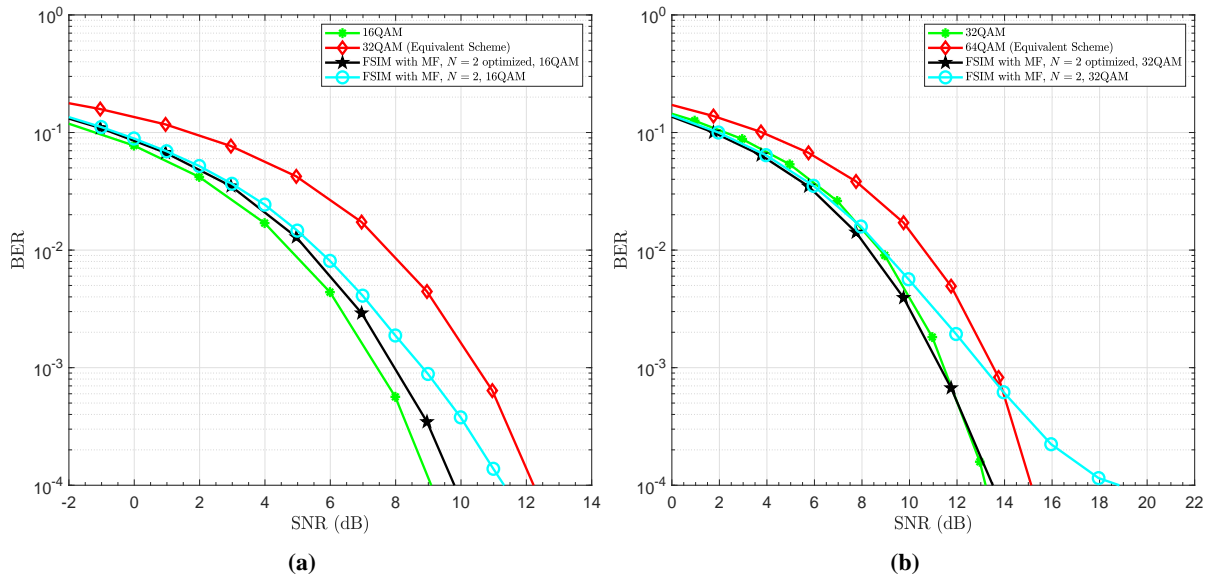 10^0
10^-1
10^-2
10^-3
10^-4
BER
-2 0 2 4 6 8 10 12 14
SNR (dB)
16QAM
32QAM (Equivalent Scheme)
FSIM with MF, N = 2 optimized, 16QAM
FSIM with MF, N = 2, 16QAM
(a)
10^0
10^-1
10^-2
10^-3
10^-4
BER
0 2 4 6 8 10 12 14 16 18 20 22
SNR (dB)
32QAM
64QAM (Equivalent Scheme)
FSIM with MF, N = 2 optimized, 32QAM
FSIM with MF, N = 2, 32QAM
(b)